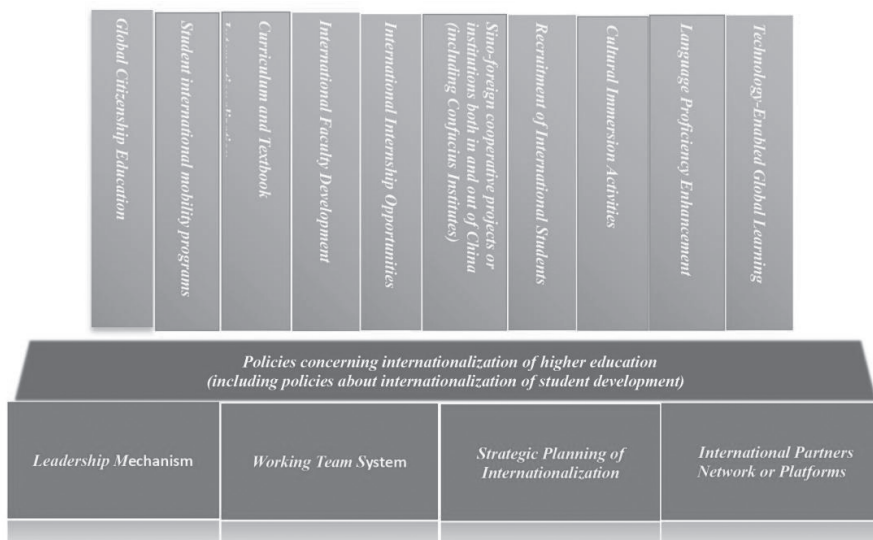 Global Citizenship Education
Student international mobility programs
Curriculum and Textbook
International Faculty Development
International Internship Opportunities
Sino-foreign cooperative projects or
institutions both in and out of China
(including Confucius Institutes)
Recruitment of International Students
Cultural Immersion Activities
Language Proficiency Enhancement
Technology-Enabled Global Learning
Policies concerning internationalization of higher education
(including policies about internationalization of student development)
Leadership Mechanism
Working Team System
Strategic Planning of
Internationalization
International Partners
Network or Platforms